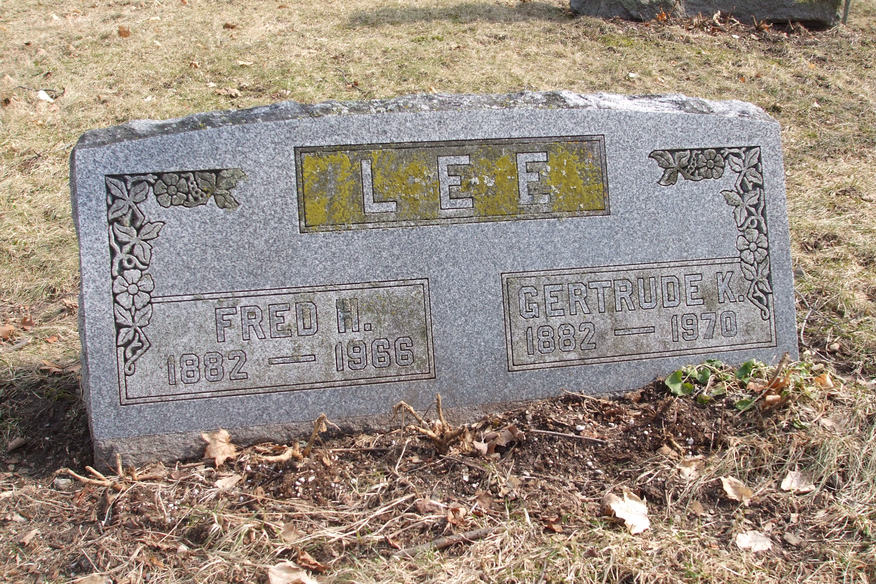 LEE
FRED H.
1882 — 1966
GERTRUDE K.
1882 — 1970